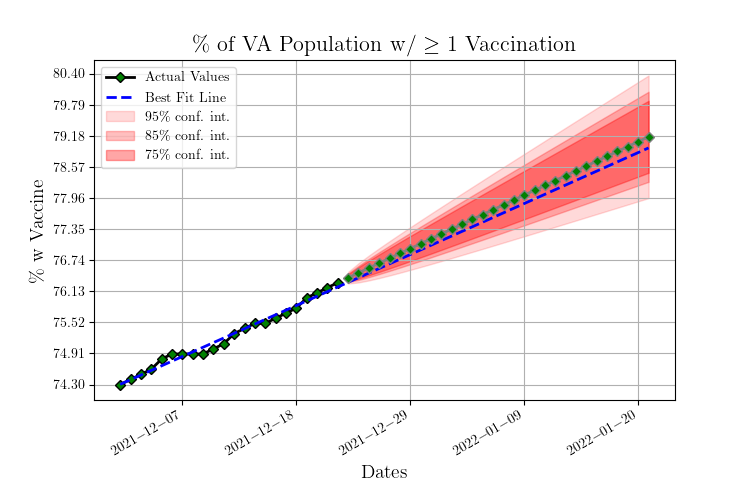 % of VA Population w/ ≥ 1 Vaccination
80.40
79.79
79.18
78.57
77.96
77.35
76.74
76.13
75.52
74.91
74.30
% w Vaccine
Actual Values
Best Fit Line
95% conf. int.
85% conf. int.
75% conf. int.
2021−12−07
2021−12−18
2021−12−29
2022−01−09
2022−01−20
Dates